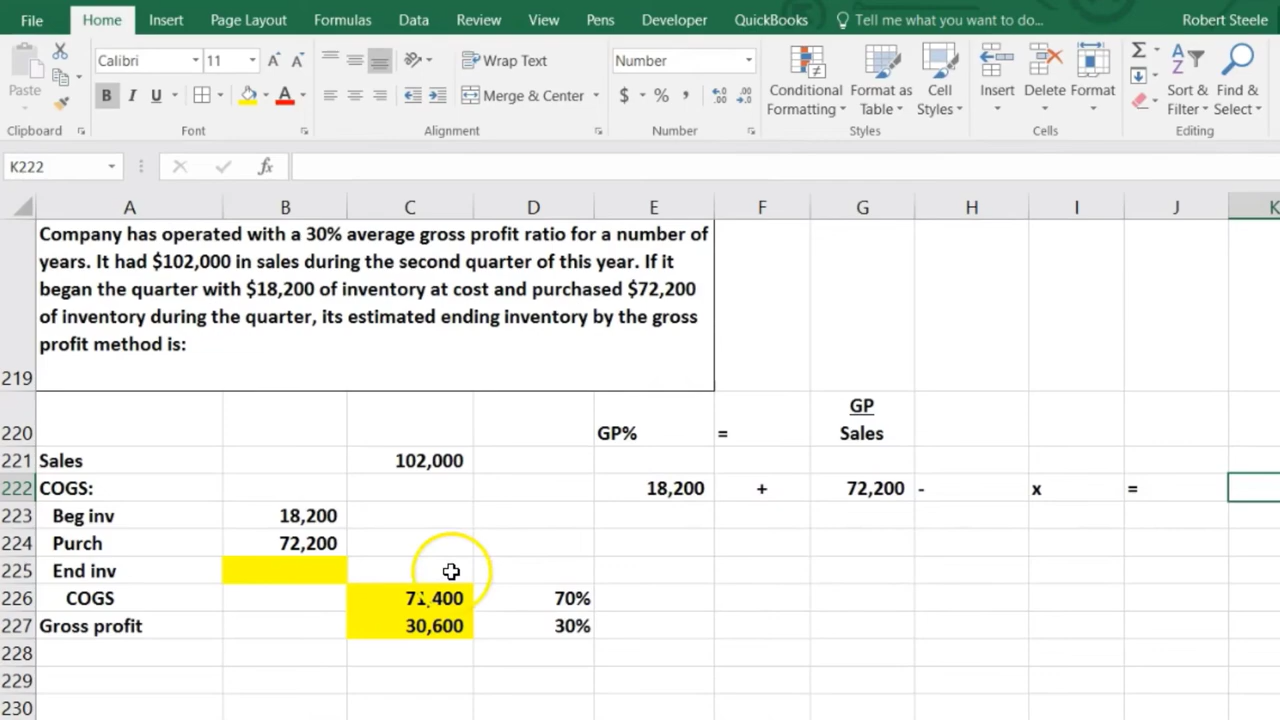 File Home Insert Page Layout Formulas Data Review View Pens Developer QuickBooks Tell me what you want to do... Robert Steele
Calibri 11 Wrap Text Number
Paste B I U A Merge & Center $ % Conditional Formatting Format as Table Cell Styles Insert Delete Format Sort & Filter Find & Select
Clipboard Font Alignment Number Styles Cells Editing
K222 fx
A B C D E F G H I J K
Company has operated with a 30% average gross profit ratio for a number of
years. It had $102,000 in sales during the second quarter of this year. If it
began the quarter with $18,200 of inventory at cost and purchased $72,200
of inventory during the quarter, its estimated ending inventory by the gross
profit method is:
219
GP
220 GP% = Sales
221 Sales 102,000
222 COGS: 18,200 + 72,200 - x =
223 Beg inv 18,200
224 Purch 72,200
225 End inv
226 COGS 71,400 70%
227 Gross profit 30,600 30%
228
229
230